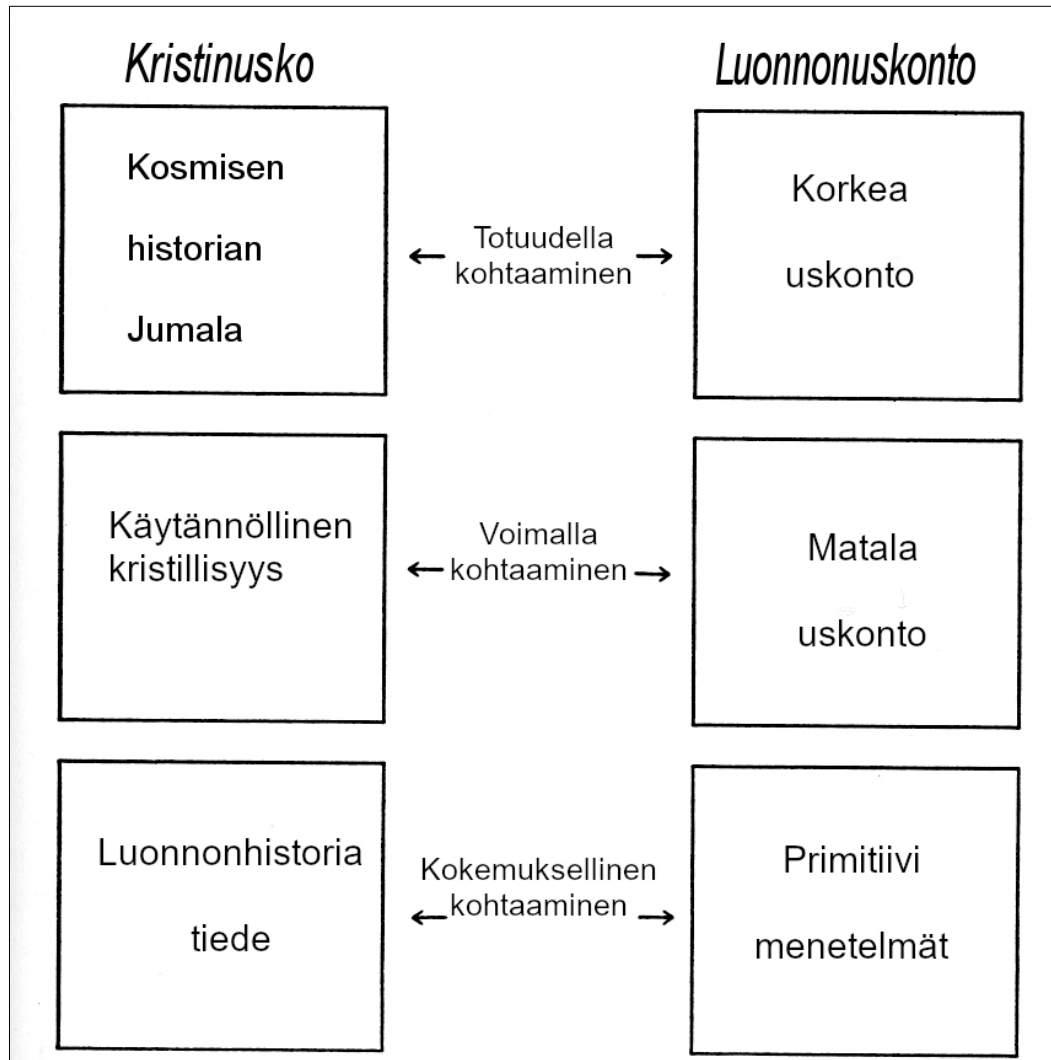 Kristinusko
Luonnonuskonto
Kosmisen
historian
Jumala
Totuudella
kohtaaminen
Korkea
uskonto
Käytännöllinen
kristillisyys
Voimalla
kohtaaminen
Matala
uskonto
Luonnonhistoria
tiede
Kokemuksellinen
kohtaaminen
Primitiivi
menetelmät